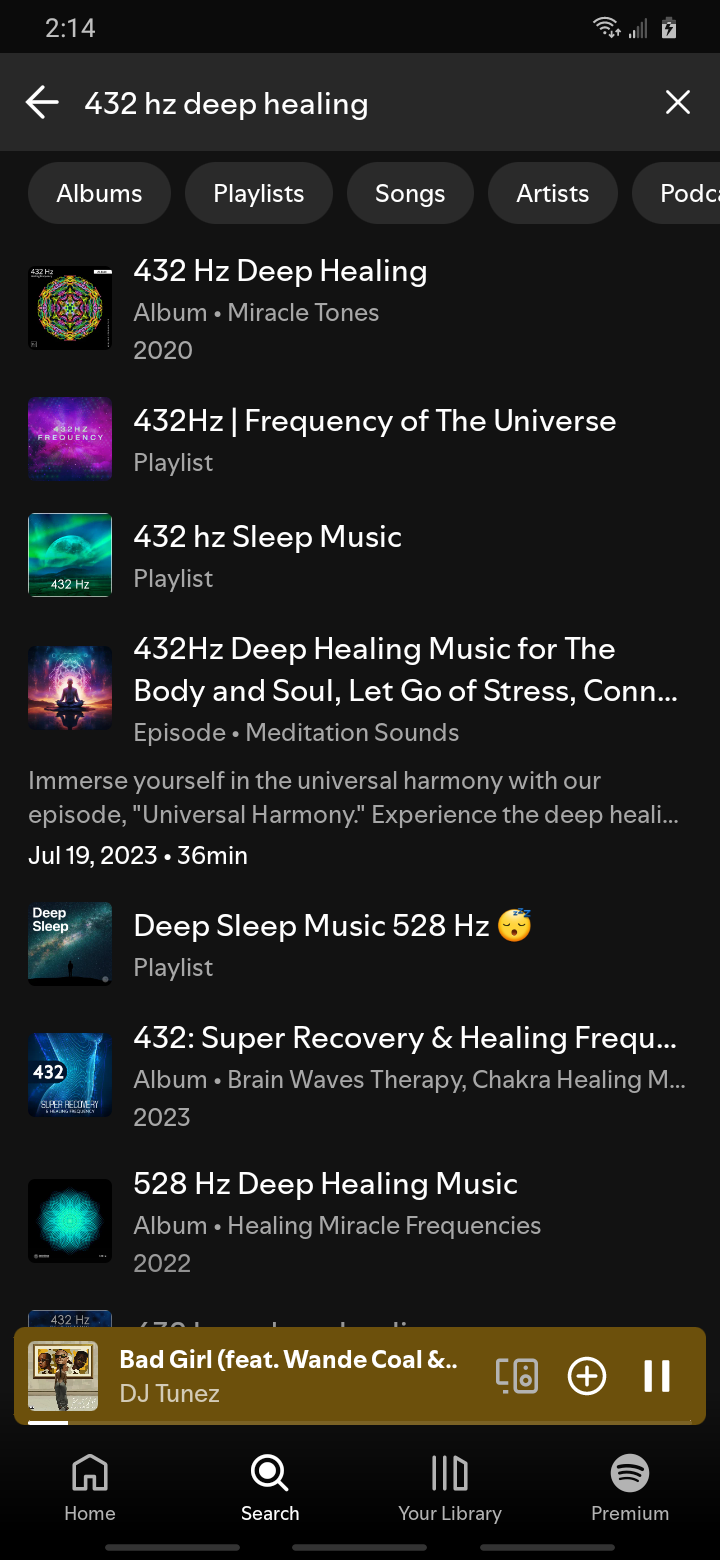 2:14
432 hz deep healing
Albums
Playlists
Songs
Artists
Podca
432 Hz
432 Hz Deep Healing
Album • Miracle Tones
2020
432HZ
FREQUENCY
432Hz | Frequency of The Universe
Playlist
432 Hz
432 hz Sleep Music
Playlist
432Hz Deep Healing Music for The
Body and Soul, Let Go of Stress, Conn...
Episode • Meditation Sounds
Immerse yourself in the universal harmony with our
episode, "Universal Harmony." Experience the deep heali...
Jul 19, 2023 • 36min
Deep
Sleep
Deep Sleep Music 528 Hz 😴
Playlist
432
SUPER RECOVERY
& HEALING FREQUENCY
432: Super Recovery & Healing Frequ...
Album • Brain Waves Therapy, Chakra Healing M...
2023
528 Hz Deep Healing Music
Album • Healing Miracle Frequencies
2022
432 Hz
Bad Girl (feat. Wande Coal &..
DJ Tunez
Home
Search
Your Library
Premium